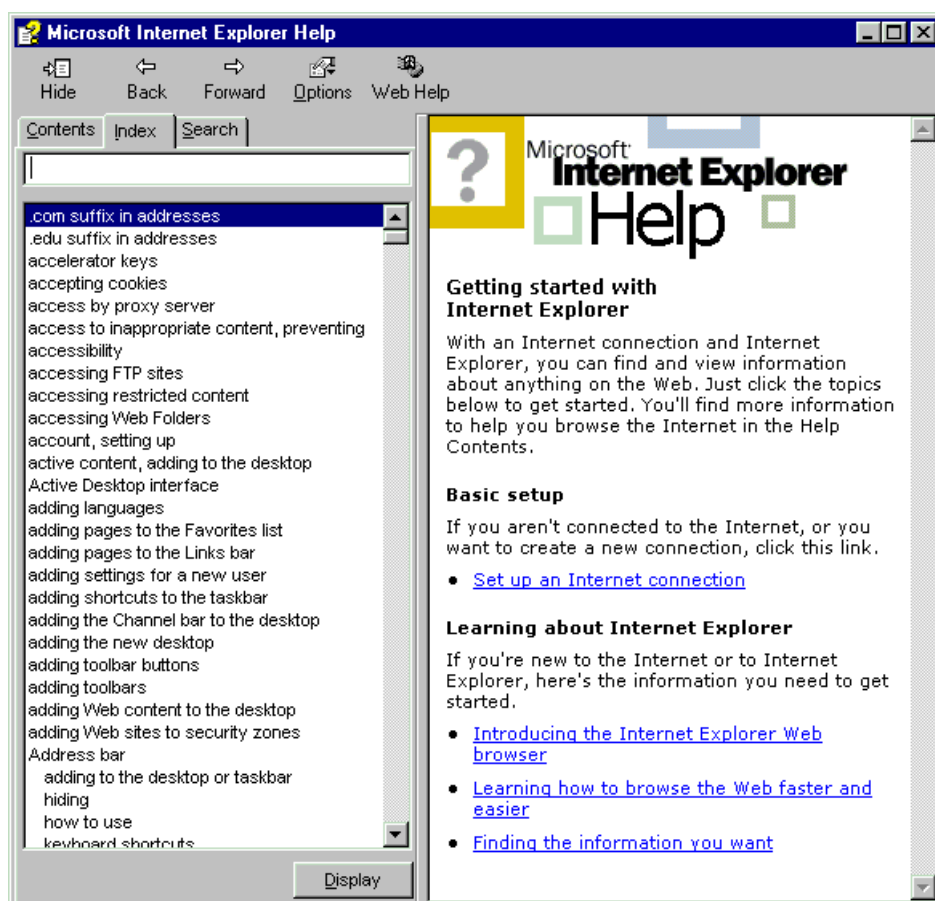 Microsoft Internet Explorer Help
Hide Back Forward Options Web Help
Contents Index Search
.com suffix in addresses
.edu suffix in addresses
accelerator keys
accepting cookies
access by proxy server
access to inappropriate content, preventing
accessibility
accessing FTP sites
accessing restricted content
accessing Web Folders
account, setting up
active content, adding to the desktop
Active Desktop interface
adding languages
adding pages to the Favorites list
adding pages to the Links bar
adding settings for a new user
adding shortcuts to the taskbar
adding the Channel bar to the desktop
adding the new desktop
adding toolbar buttons
adding toolbars
adding Web content to the desktop
adding Web sites to security zones
Address bar
adding to the desktop or taskbar
hiding
how to use
keyboard shortcuts
Display
?
Microsoft
Internet Explorer
Help
Getting started with
Internet Explorer
With an Internet connection and Internet
Explorer, you can find and view information
about anything on the Web. Just click the topics
below to get started. You'll find more information
to help you browse the Internet in the Help
Contents.
Basic setup
If you aren't connected to the Internet, or you
want to create a new connection, click this link.
• Set up an Internet connection
Learning about Internet Explorer
If you're new to the Internet or to Internet
Explorer, here's the information you need to get
started.
• Introducing the Internet Explorer Web
browser
• Learning how to browse the Web faster and
easier
• Finding the information you want